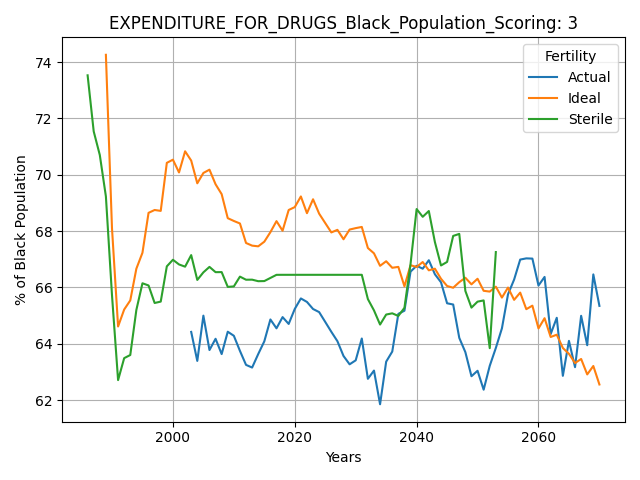 EXPENDITURE_FOR_DRUGS_Black_Population_Scoring: 3
Fertility
Actual
Ideal
Sterile
% of Black Population
74
72
70
68
66
64
62
2000 2020 2040 2060
Years